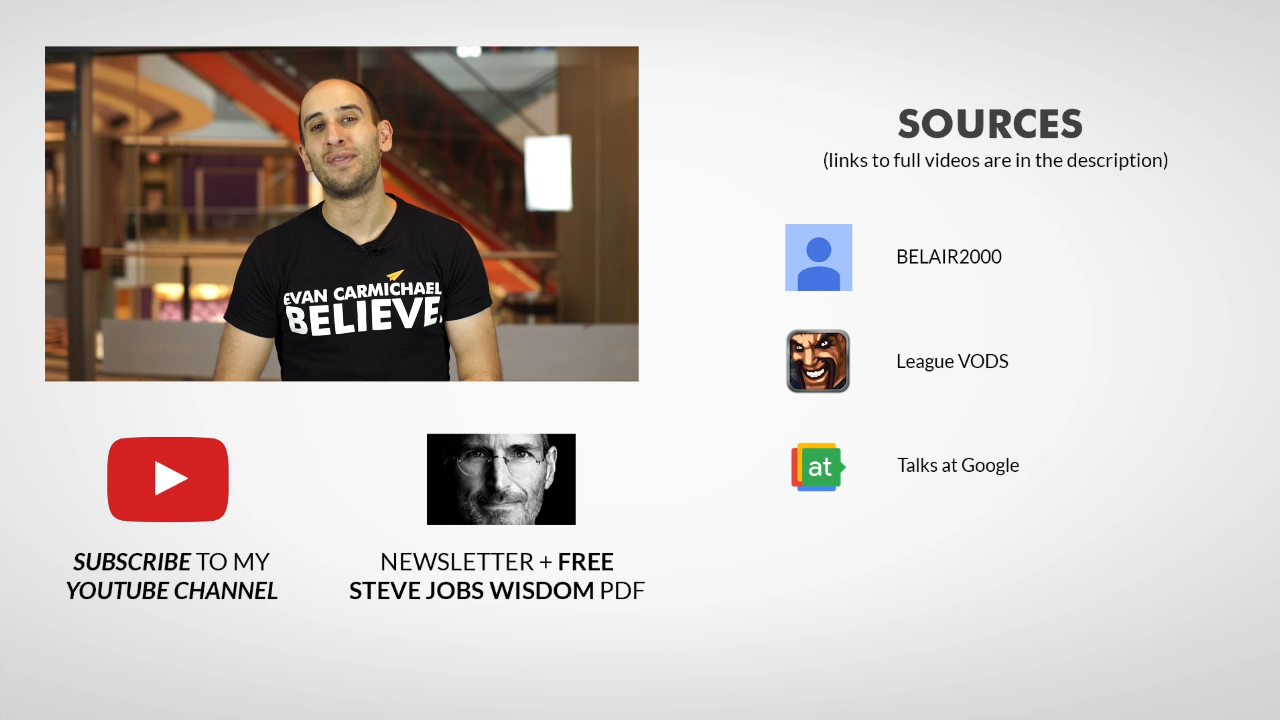 EVAN CARMICHAEL
BELIEVE.
SUBSCRIBE TO MY
YOUTUBE CHANNEL
NEWSLETTER + FREE
STEVE JOBS WISDOM PDF
SOURCES
(links to full videos are in the description)
BELAIR2000
League VODS
at
Talks at Google